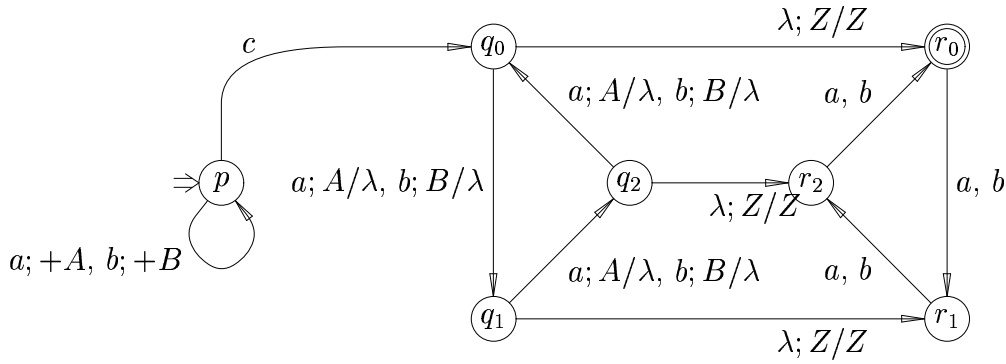 λ; Z/Z
c
q₀
r₀
a; A/λ, b; B/λ
a, b
p
a; A/λ, b; B/λ
q₂
r₂
a, b
λ; Z/Z
a; +A, b; +B
a; A/λ, b; B/λ
a, b
q₁
r₁
λ; Z/Z